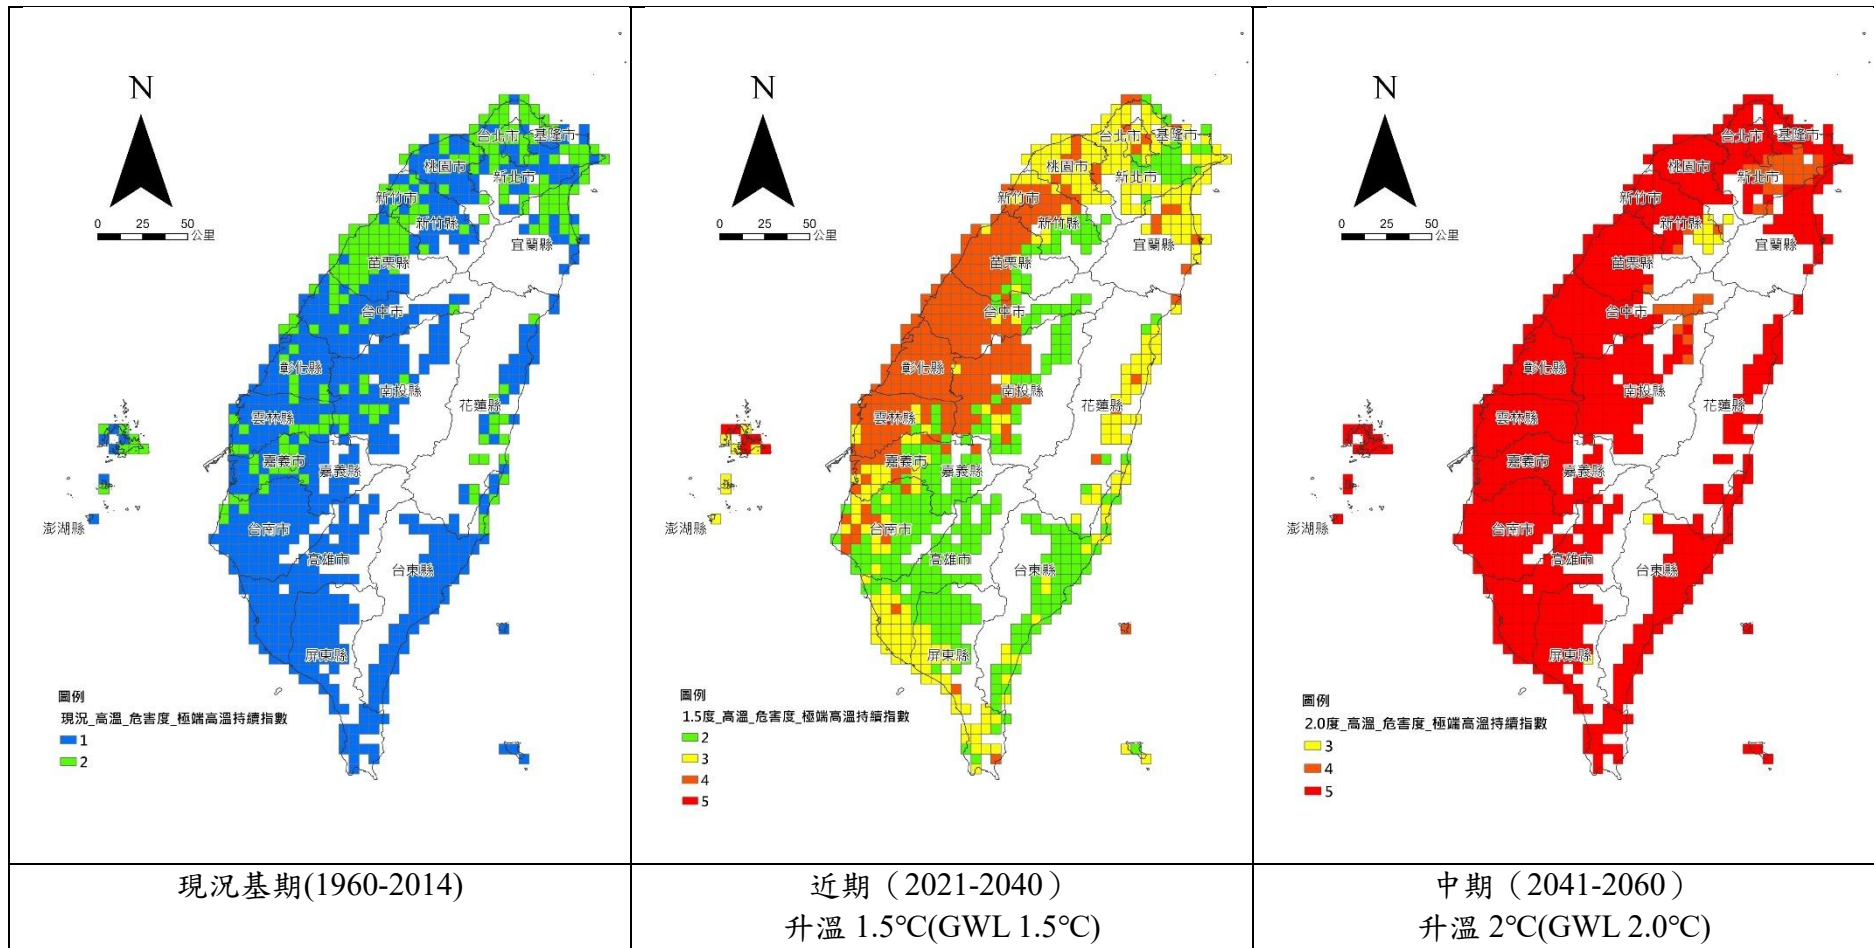 N
0 25 50
公里
台北市
基隆市
桃園市
新北市
新竹市
新竹縣
宜蘭縣
苗栗縣
台中市
彰化縣
南投縣
花蓮縣
雲林縣
嘉義市
嘉義縣
澎湖縣
台南市
高雄市
台東縣
屏東縣
圖例
現況_高溫_危害度_極端高溫持續指數
1
2
現況基期(1960-2014)
N
0 25 50
公里
台北市
基隆市
桃園市
新北市
新竹市
新竹縣
宜蘭縣
苗栗縣
台中市
彰化縣
南投縣
花蓮縣
雲林縣
嘉義市
嘉義縣
澎湖縣
台南市
高雄市
台東縣
屏東縣
圖例
1.5度_高溫_危害度_極端高溫持續指數
2
3
4
5
近期（2021-2040）
升溫 1.5°C(GWL 1.5°C)
N
0 25 50
公里
台北市
基隆市
桃園市
新北市
新竹市
新竹縣
宜蘭縣
苗栗縣
台中市
彰化縣
南投縣
花蓮縣
雲林縣
嘉義市
嘉義縣
澎湖縣
台南市
高雄市
台東縣
屏東縣
圖例
2.0度_高溫_危害度_極端高溫持續指數
3
4
5
中期（2041-2060）
升溫 2°C(GWL 2.0°C)